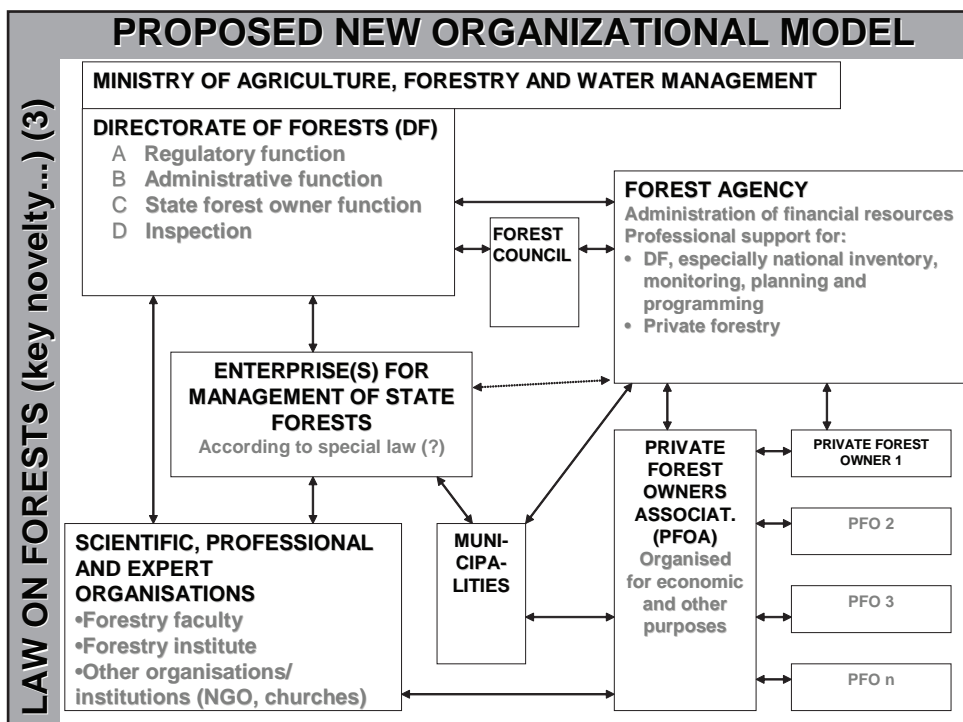 PROPOSED NEW ORGANIZATIONAL MODEL
LAW ON FORESTS (key novelty...) (3)
MINISTRY OF AGRICULTURE, FORESTRY AND WATER MANAGEMENT
DIRECTORATE OF FORESTS (DF)
A Regulatory function
B Administrative function
C State forest owner function
D Inspection
FOREST
COUNCIL
FOREST AGENCY
Administration of financial resources
Professional support for:
• DF, especially national inventory,
monitoring, planning and
programming
• Private forestry
ENTERPRISE(S) FOR
MANAGEMENT OF STATE
FORESTS
According to special law (?)
SCIENTIFIC, PROFESSIONAL
AND EXPERT
ORGANISATIONS
•Forestry faculty
•Forestry institute
•Other organisations/
institutions (NGO, churches)
MUNI-
CIPA-
LITIES
PRIVATE
FOREST
OWNERS
ASSOCIAT.
(PFOA)
Organised
for economic
and other
purposes
PRIVATE FOREST
OWNER 1
PFO 2
PFO 3
PFO n